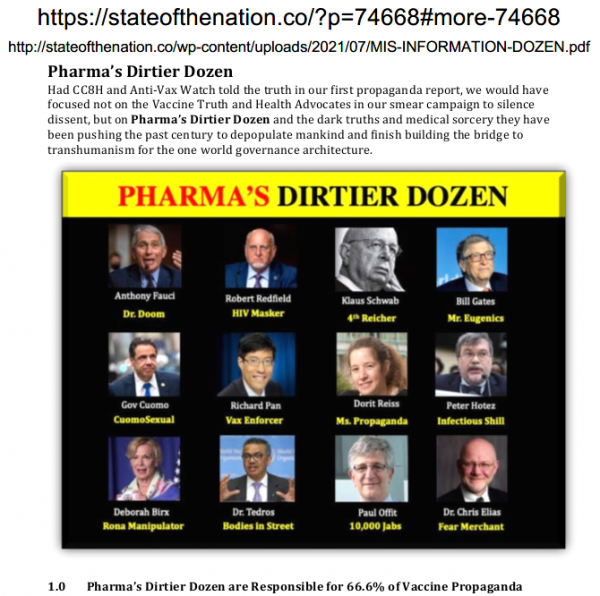 https://stateofthenation.co/?p=74668#more-74668
http://stateofthenation.co/wp-content/uploads/2021/07/MIS-INFORMATION-DOZEN.pdf
Pharma's Dirtier Dozen
Had CC8H and Anti-Vax Watch told the truth in our first propaganda report, we would have
focused not on the Vaccine Truth and Health Advocates in our smear campaign to silence
dissent, but on Pharma's Dirtier Dozen and the dark truths and medical sorcery they have
been pushing the past century to depopulate mankind and finish building the bridge to
transhumanism for the one world governance architecture.
PHARMA'S DIRTIER DOZEN
Anthony Fauci
Dr. Doom
Robert Redfield
HIV Masker
Klaus Schwab
4th Reicher
Bill Gates
Mr. Eugenics
Gov Cuomo
CuomoSexual
Richard Pan
Vax Enforcer
Dorit Reiss
Ms. Propaganda
Peter Hotez
Infectious Shill
Deborah Birx
Rona Manipulator
Dr. Tedros
Bodies in Street
Paul Offit
10,000 Jabs
Dr. Chris Elias
Fear Merchant
1.0 Pharma's Dirtier Dozen are Responsible for 66.6% of Vaccine Propaganda